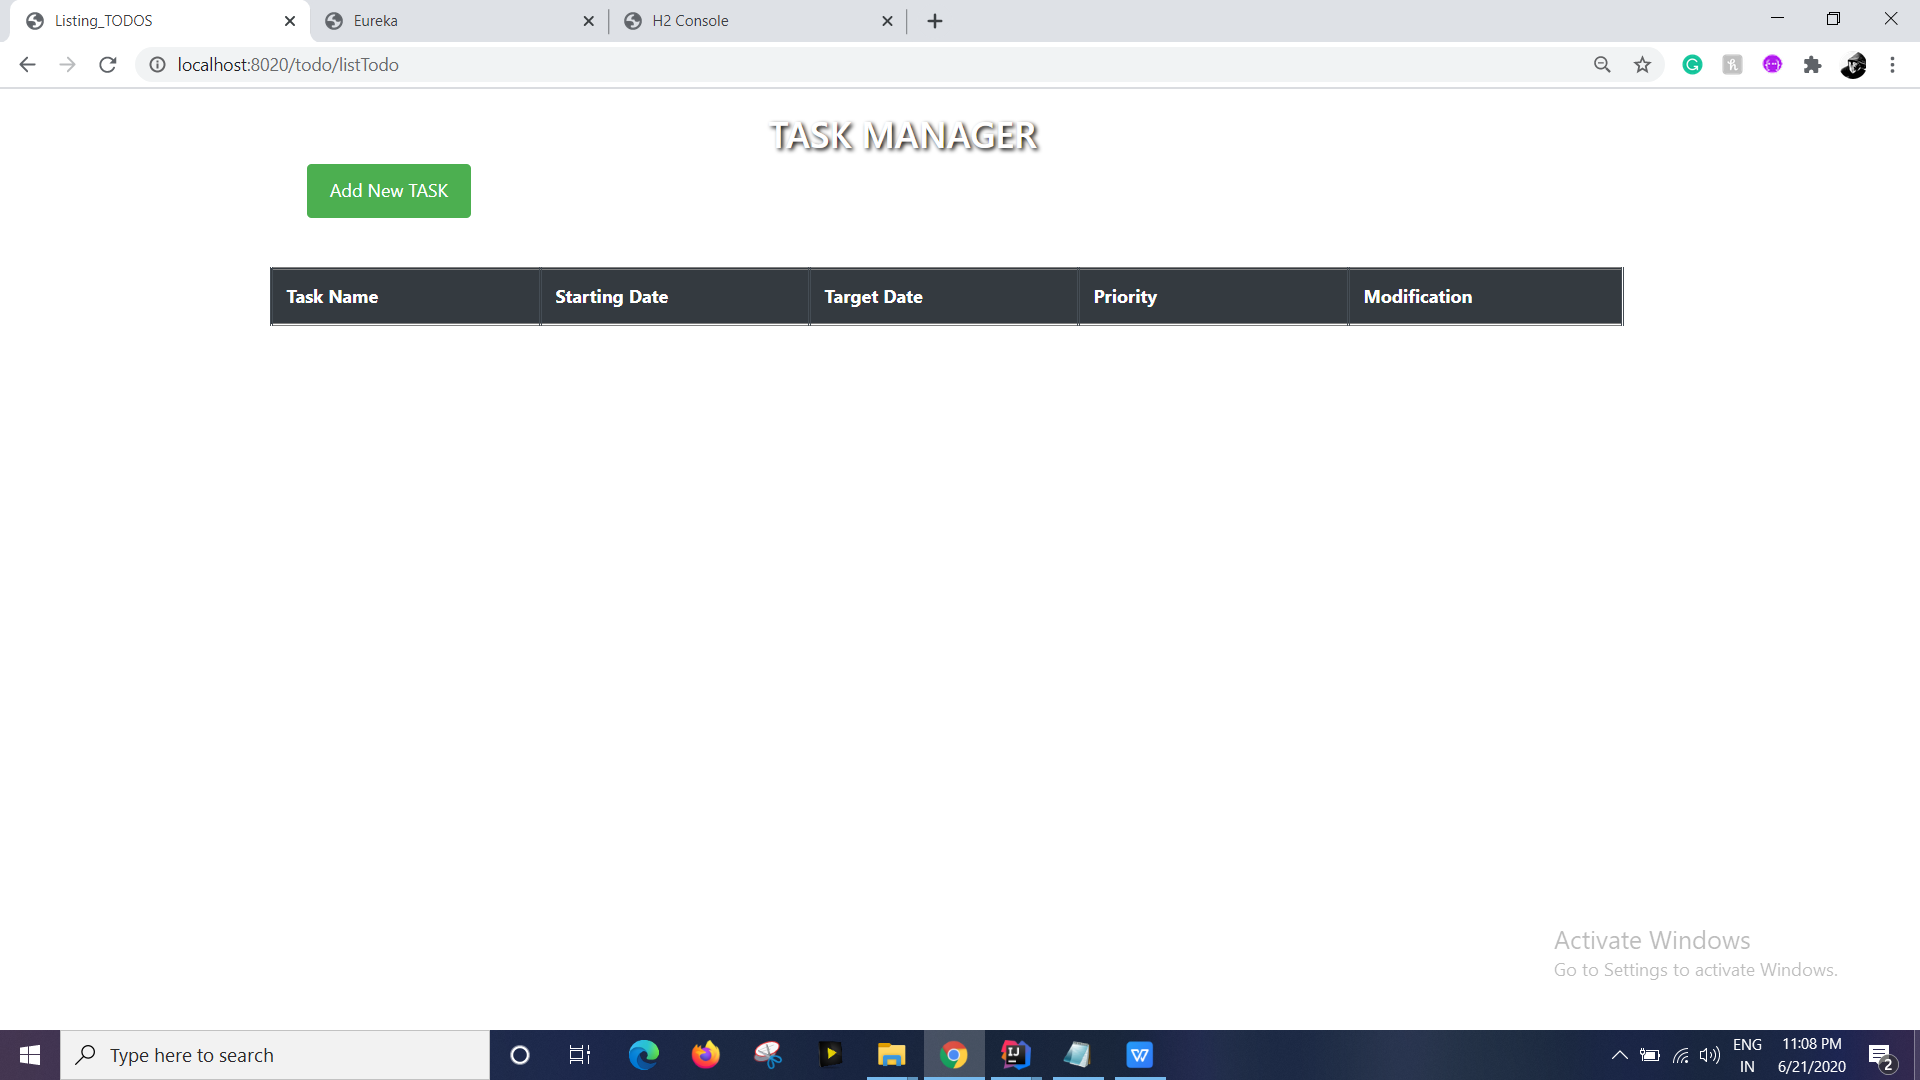 Listing_TODOS
Eureka
H2 Console
localhost:8020/todo/listTodo
TASK MANAGER
Add New TASK
Task Name
Starting Date
Target Date
Priority
Modification
Activate Windows
Go to Settings to activate Windows.
Type here to search
ENG
IN
11:08 PM
6/21/2020
2